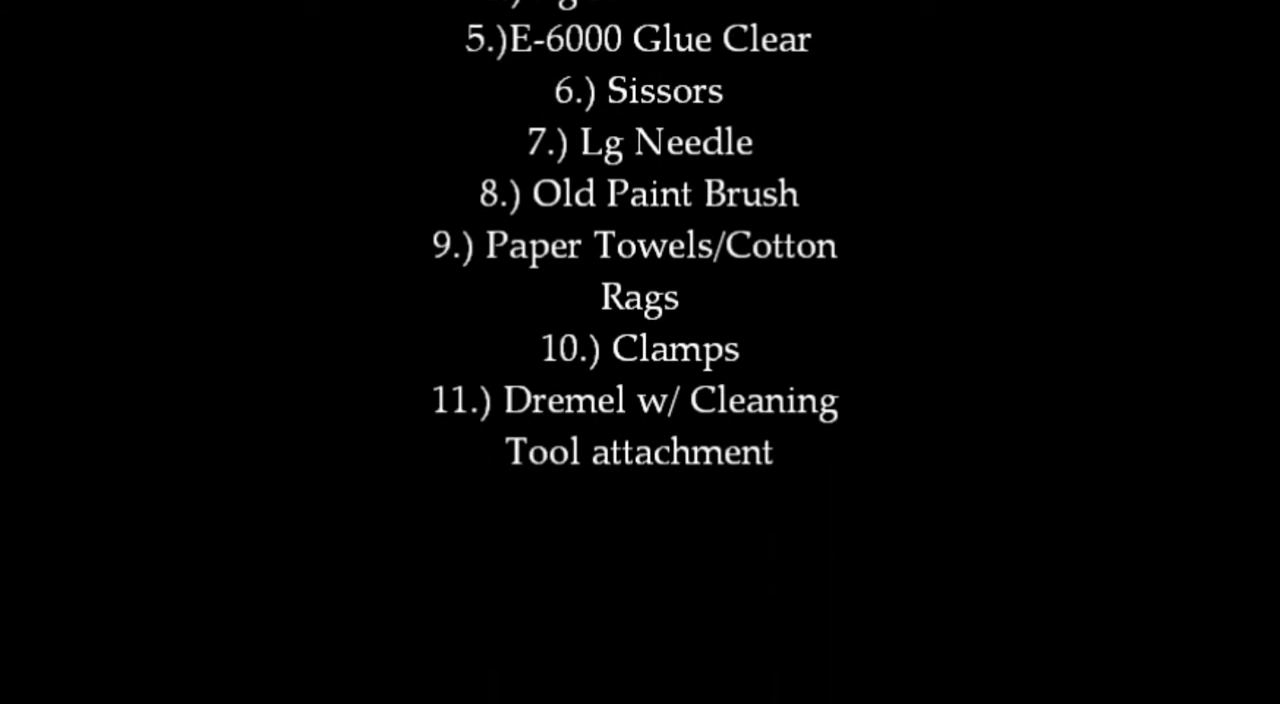 5.)E-6000 Glue Clear
6.) Sissors
7.) Lg Needle
8.) Old Paint Brush
9.) Paper Towels/Cotton
Rags
10.) Clamps
11.) Dremel w/ Cleaning
Tool attachment